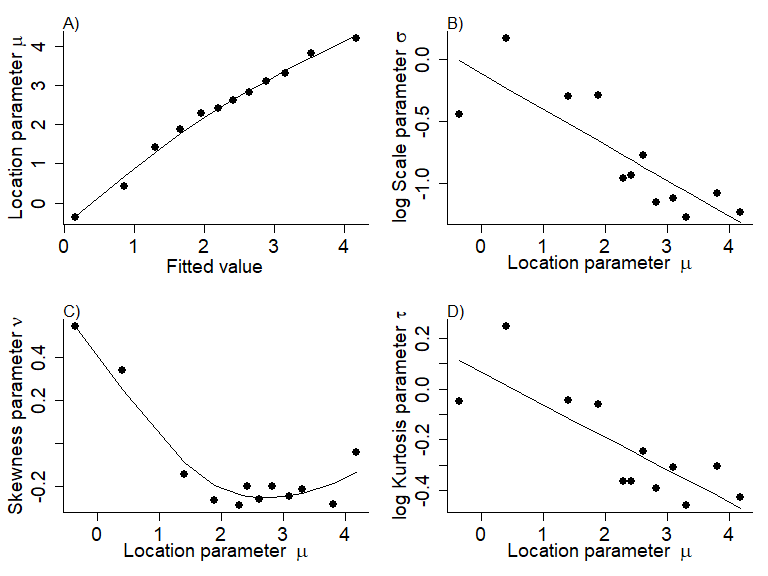 A)
Location parameter μ
4
3
2
1
0
0 1 2 3 4
Fitted value
B)
log Scale parameter σ
0.0
-0.5
-1.0
0 1 2 3 4
Location parameter μ
C)
Skewness parameter ν
0.4
0.2
-0.2
0 1 2 3 4
Location parameter μ
D)
log Kurtosis parameter τ
0.2
0.0
-0.2
-0.4
0 1 2 3 4
Location parameter μ